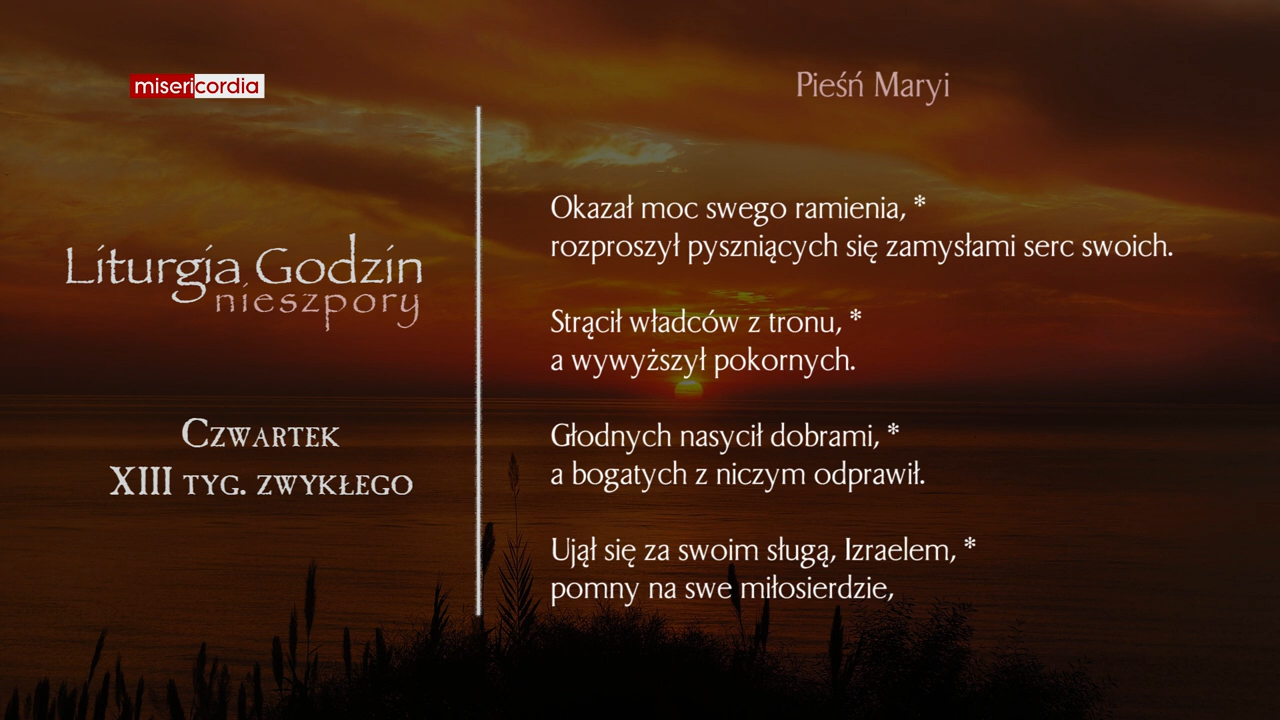 misericordia
Liturgia Godzin
nieszpory
Czwartek
XIII tyg. zwykłego
Pieśń Maryi
Okazał moc swego ramienia, *
rozproszył pyszniących się zamysłami serc swoich.
Strącił władców z tronu, *
a wywyższył pokornych.
Głodnych nasycił dobrami, *
a bogatych z niczym odprawił.
Ujął się za swoim sługą, Izraelem, *
pomny na swe miłosierdzie,